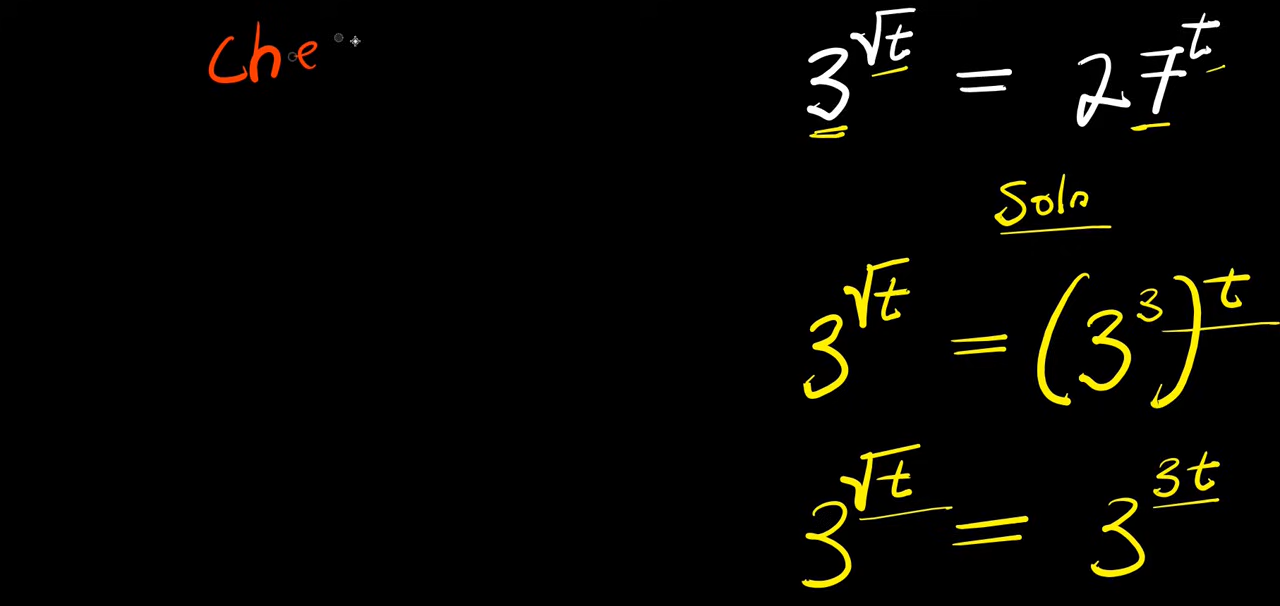 Che
3^√t = 27^t
Soln
3^√t = (3^3)^t
3^√t = 3^3t